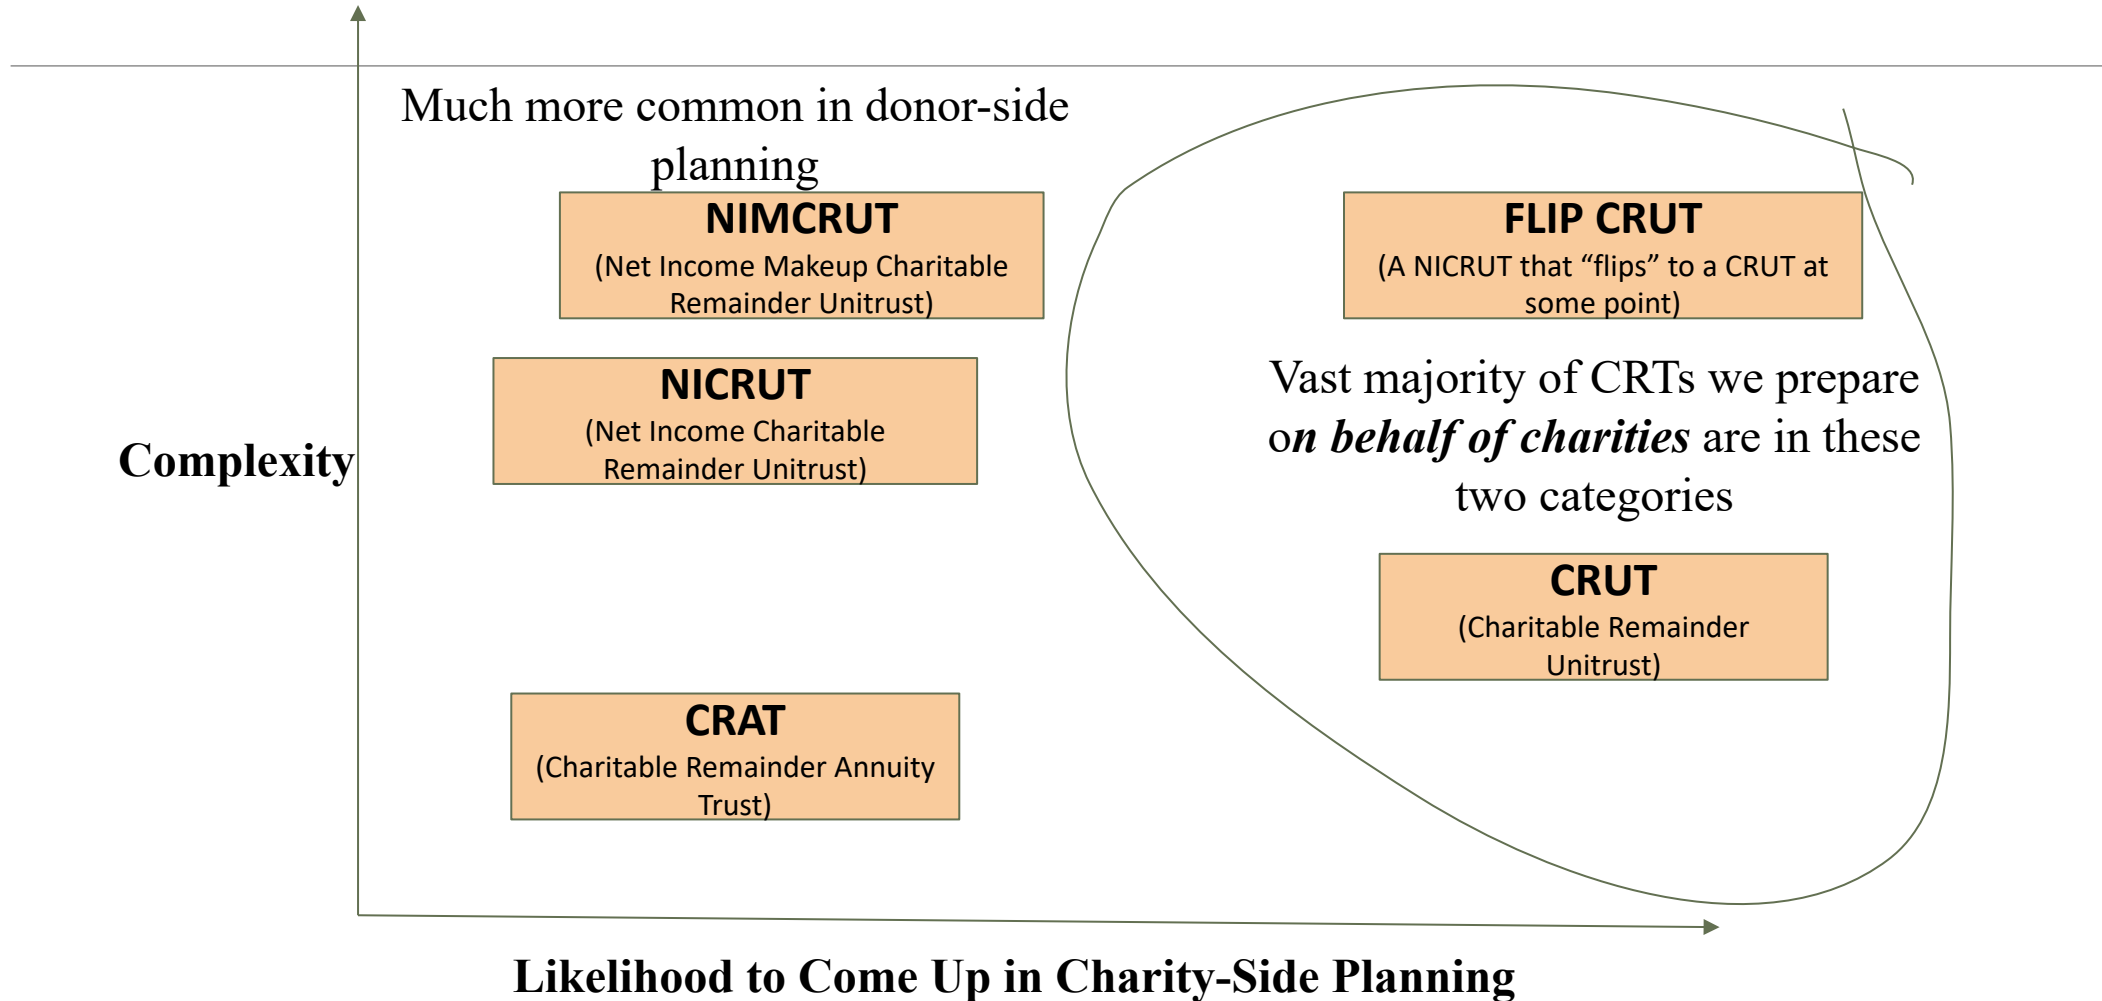 Much more common in donor-side
planning
NIMCRUT
(Net Income Makeup Charitable
Remainder Unitrust)
FLIP CRUT
(A NICRUT that “flips” to a CRUT at
some point)
NICRUT
(Net Income Charitable
Remainder Unitrust)
Vast majority of CRTs we prepare
on behalf of charities are in these
two categories
Complexity
CRUT
(Charitable Remainder
Unitrust)
CRAT
(Charitable Remainder Annuity
Trust)
Likelihood to Come Up in Charity-Side Planning